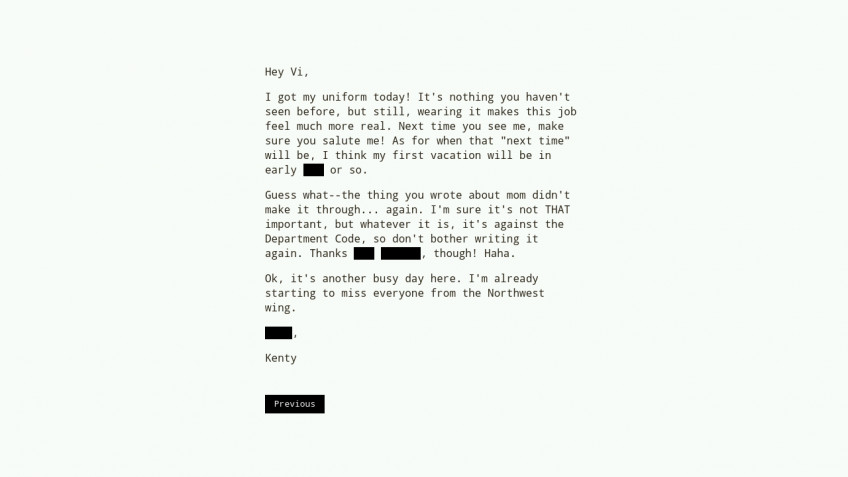 Hey Vi,
I got my uniform today! It's nothing you haven't
seen before, but still, wearing it makes this job
feel much more real. Next time you see me, make
sure you salute me! As for when that "next time"
will be, I think my first vacation will be in
early or so.
Guess what--the thing you wrote about mom didn't
make it through... again. I'm sure it's not THAT
important, but whatever it is, it's against the
Department Code, so don't bother writing it
again. Thanks , though! Haha.
Ok, it's another busy day here. I'm already
starting to miss everyone from the Northwest
wing.
,
Kenty
Previous